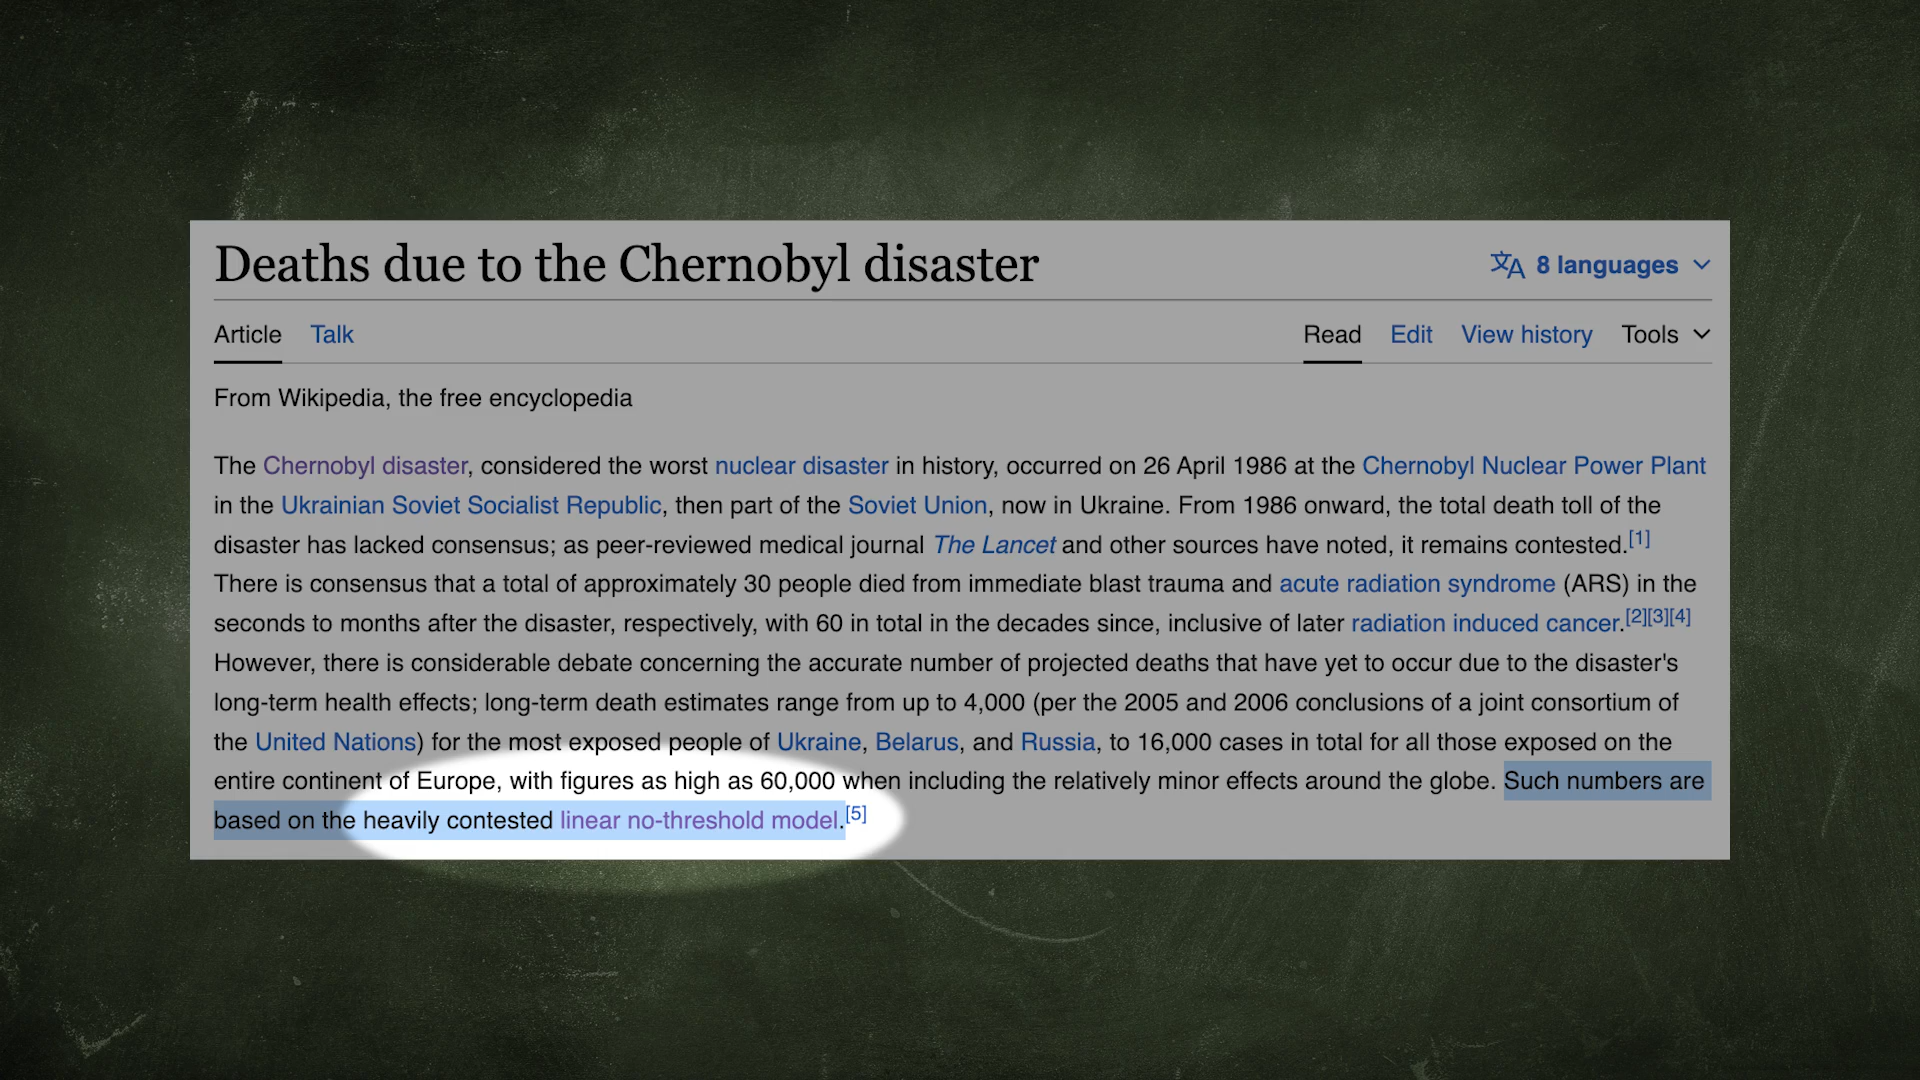 Deaths due to the Chernobyl disaster
文A 8 languages
Article Talk Read Edit View history Tools
From Wikipedia, the free encyclopedia
The Chernobyl disaster, considered the worst nuclear disaster in history, occurred on 26 April 1986 at the Chernobyl Nuclear Power Plant
in the Ukrainian Soviet Socialist Republic, then part of the Soviet Union, now in Ukraine. From 1986 onward, the total death toll of the
disaster has lacked consensus; as peer-reviewed medical journal The Lancet and other sources have noted, it remains contested.[1]
There is consensus that a total of approximately 30 people died from immediate blast trauma and acute radiation syndrome (ARS) in the
seconds to months after the disaster, respectively, with 60 in total in the decades since, inclusive of later radiation induced cancer.[2][3][4]
However, there is considerable debate concerning the accurate number of projected deaths that have yet to occur due to the disaster's
long-term health effects; long-term death estimates range from up to 4,000 (per the 2005 and 2006 conclusions of a joint consortium of
the United Nations) for the most exposed people of Ukraine, Belarus, and Russia, to 16,000 cases in total for all those exposed on the
entire continent of Europe, with figures as high as 60,000 when including the relatively minor effects around the globe. Such numbers are
based on the heavily contested linear no-threshold model.[5]